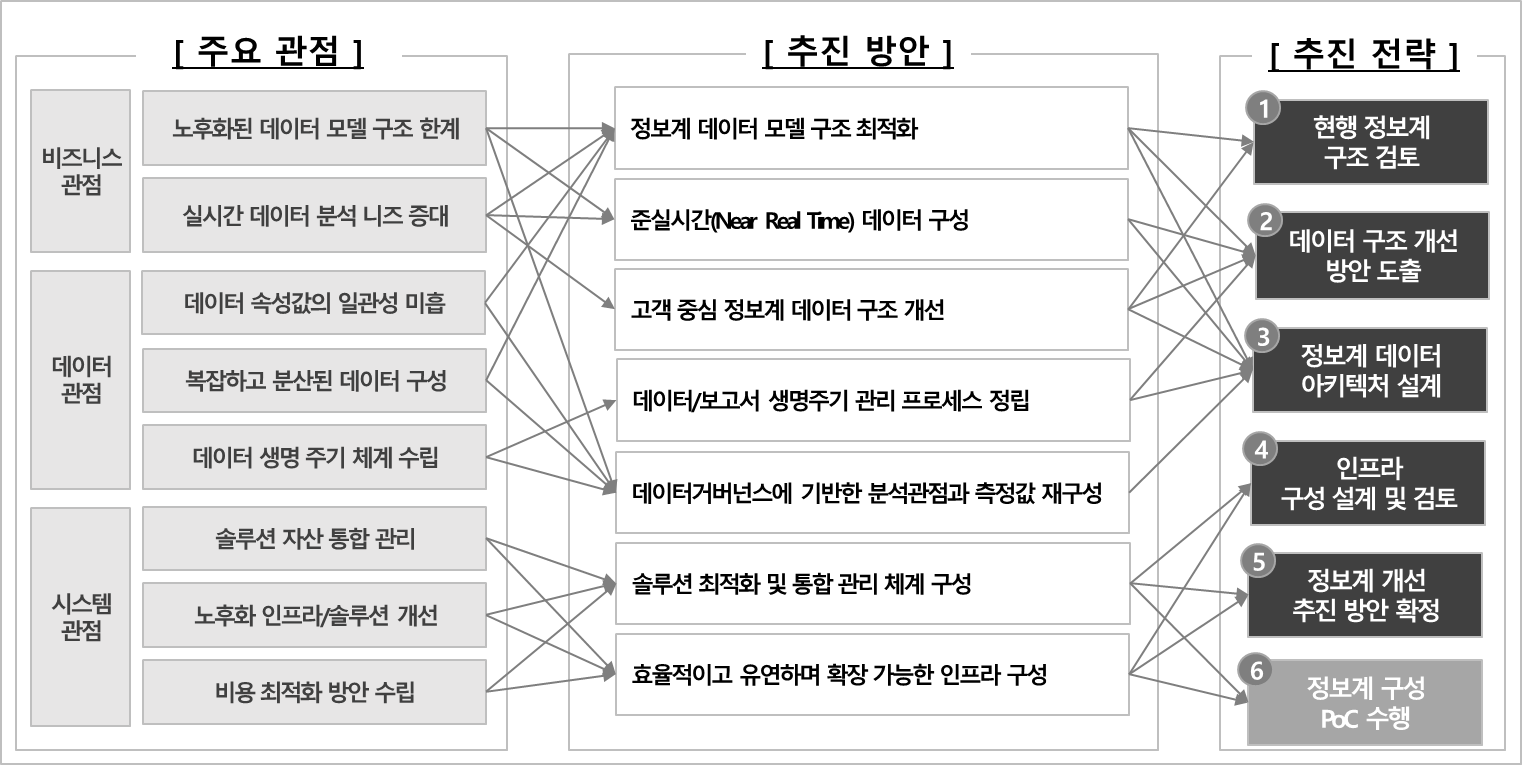 [ 주요 관점 ]
비즈니스
관점
노후화된 데이터 모델 구조 한계
실시간 데이터 분석 니즈 증대
데이터
관점
데이터 속성값의 일관성 미흡
복잡하고 분산된 데이터 구성
데이터 생명 주기 체계 수립
시스템
관점
솔루션 자산 통합 관리
노후화 인프라/솔루션 개선
비용 최적화 방안 수립
[ 추진 방안 ]
정보계 데이터 모델 구조 최적화
준실시간(Near Real Time) 데이터 구성
고객 중심 정보계 데이터 구조 개선
데이터/보고서 생명주기 관리 프로세스 정립
데이터거버넌스에 기반한 분석관점과 측정값 재구성
솔루션 최적화 및 통합 관리 체계 구성
효율적이고 유연하며 확장 가능한 인프라 구성
[ 추진 전략 ]
1
현행 정보계
구조 검토
2
데이터 구조 개선
방안 도출
3
정보계 데이터
아키텍처 설계
4
인프라
구성 설계 및 검토
5
정보계 개선
추진 방안 확정
6
정보계 구성
PoC 수행